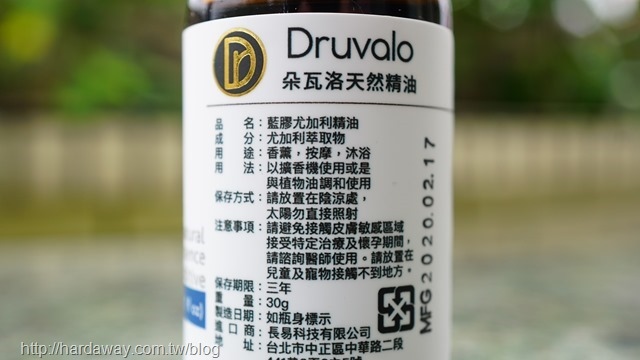 Dr
Druvalo
朵瓦洛天然精油
品　　名：藍膠尤加利精油
成　　分：尤加利萃取物
用　　途：香薰，按摩，沐浴
用　　法：以擴香機使用或是
與植物油調和使用
保存方式：請放置在陰涼處，
太陽勿直接照射
注意事項：請避免接觸皮膚敏感區域
接受特定治療及懷孕期間，
請諮詢醫師使用。請放置在
兒童及寵物接觸不到地方。
保存期限：三年
重　　量：30g
製造日期：如瓶身標示
進 口 商：長易科技有限公司
地　　址：台北市中正區中華路二段
MFG 2020.02.17
http://hardaway.com.tw/blog